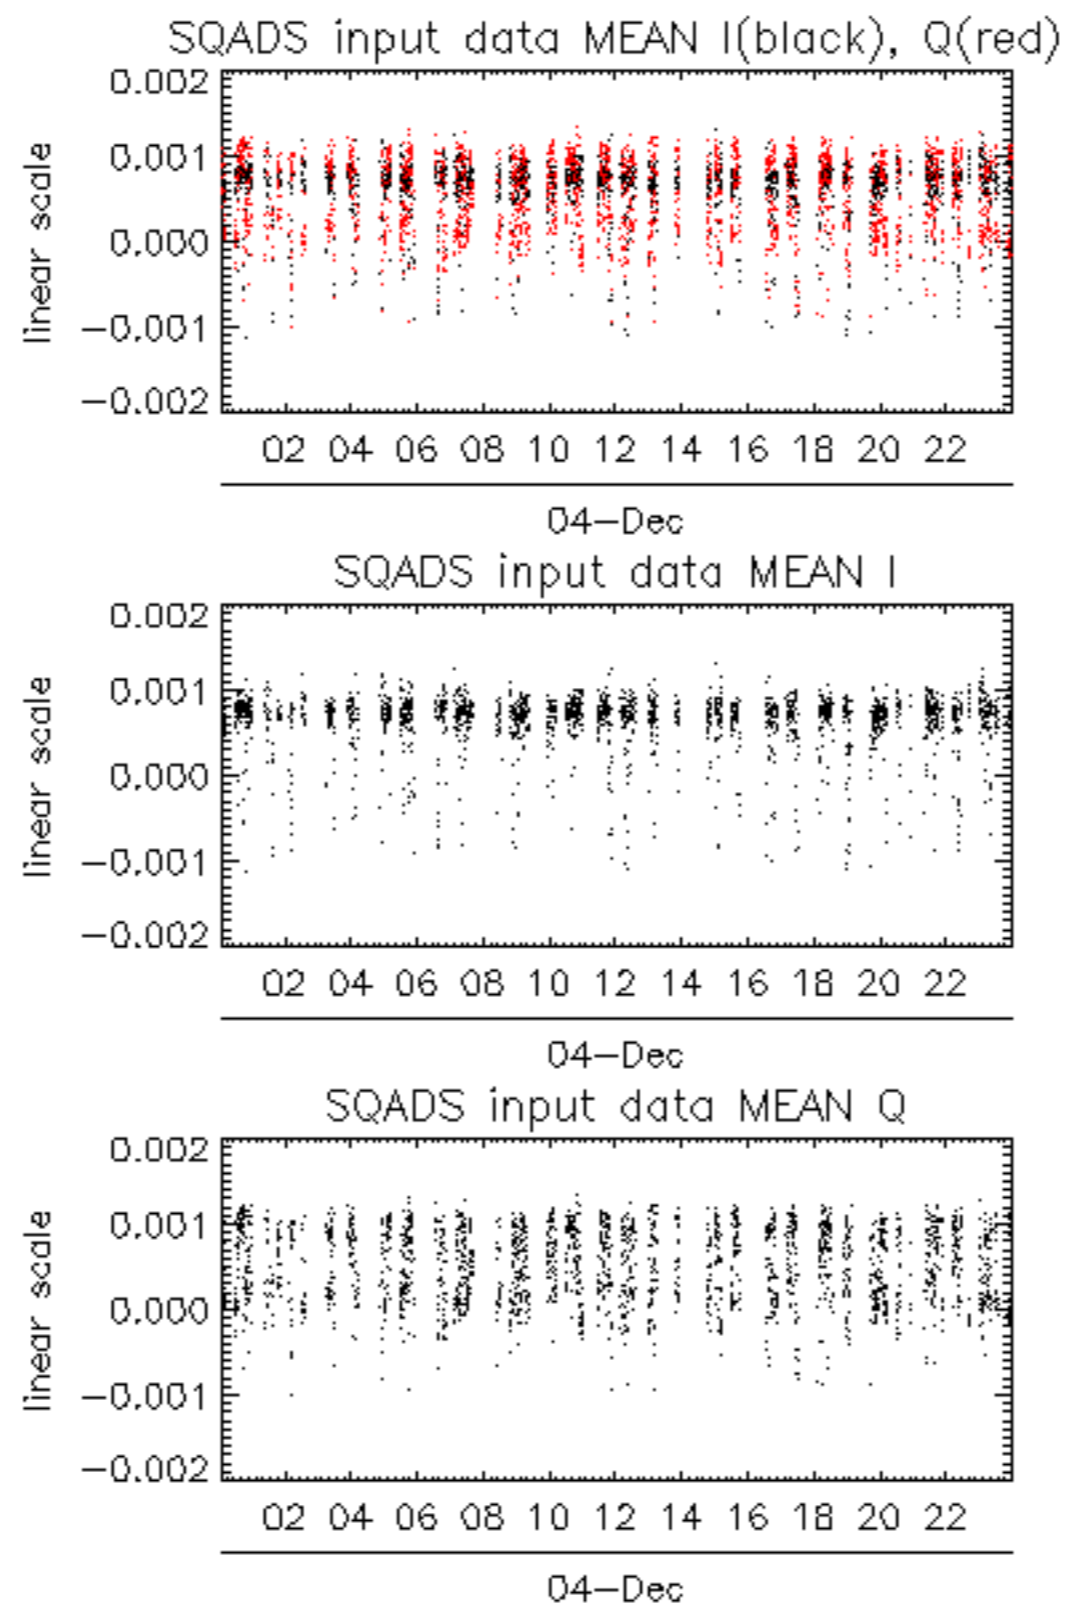 SQADS input data MEAN I(black), Q(red)
linear scale
0.002
0.001
0.000
−0.001
−0.002
02 04 06 08 10 12 14 16 18 20 22
04−Dec
SQADS input data MEAN I
linear scale
0.002
0.001
0.000
−0.001
−0.002
02 04 06 08 10 12 14 16 18 20 22
04−Dec
SQADS input data MEAN Q
linear scale
0.002
0.001
0.000
−0.001
−0.002
02 04 06 08 10 12 14 16 18 20 22
04−Dec